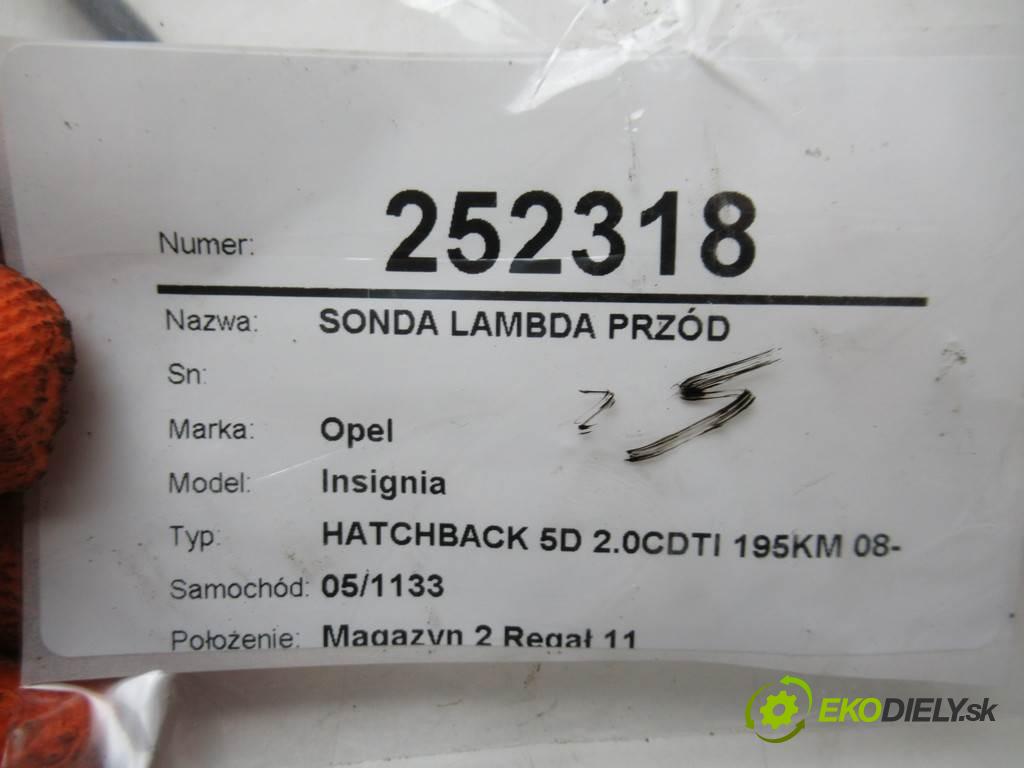 Numer: 252318
Nazwa: SONDA LAMBDA PRZÓD
Sn:
Marka: Opel
Model: Insignia
Typ: HATCHBACK 5D 2.0CDTI 195KM 08-
Samochód: 05/1133
Położenie: Magazyn 2 Regał 11
EKODIELY.sk